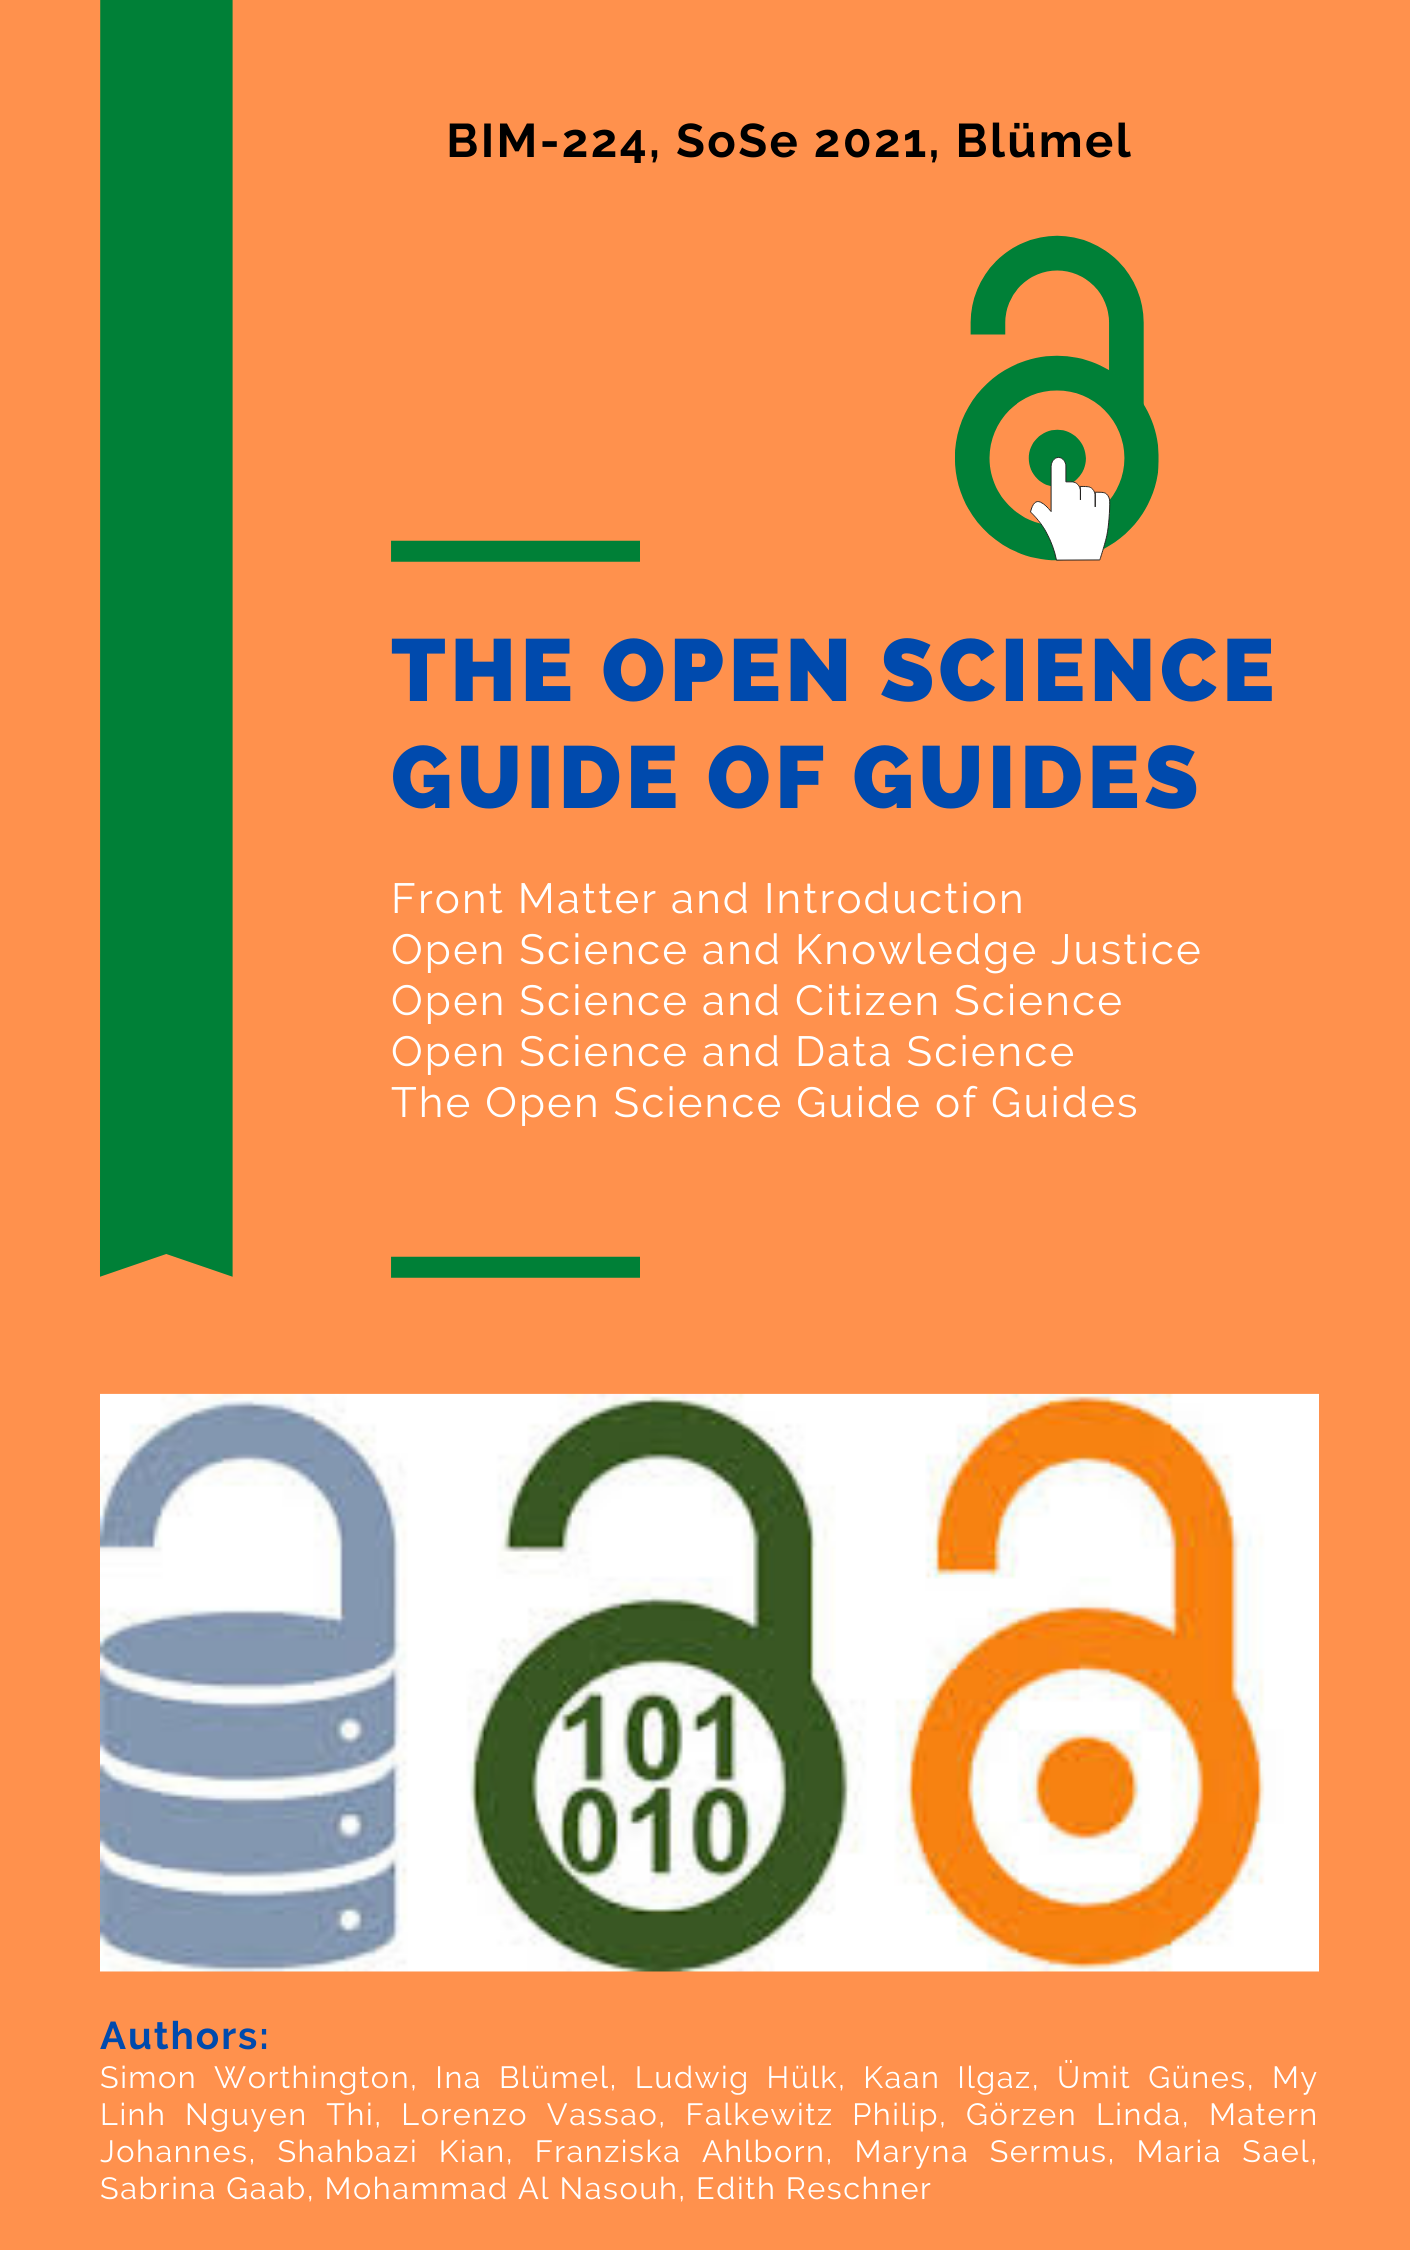 BIM-224, SoSe 2021, Blümel
THE OPEN SCIENCE
GUIDE OF GUIDES
Front Matter and Introduction
Open Science and Knowledge Justice
Open Science and Citizen Science
Open Science and Data Science
The Open Science Guide of Guides
101
010
Authors:
Simon Worthington, Ina Blümel, Ludwig Hülk, Kaan Ilgaz, Ümit Günes, My
Linh Nguyen Thi, Lorenzo Vassao, Falkewitz Philip, Görzen Linda, Matern
Johannes, Shahbazi Kian, Franziska Ahlborn, Maryna Sermus, Maria Sael,
Sabrina Gaab, Mohammad Al Nasouh, Edith Reschner